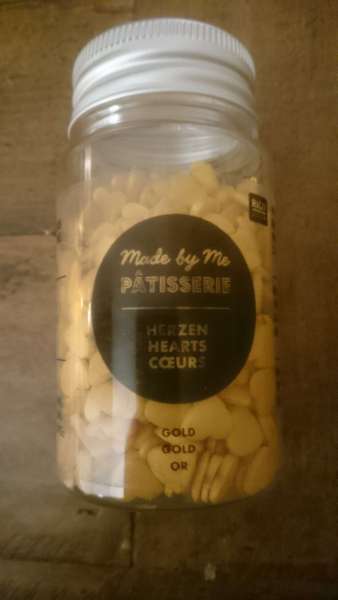 Made by Me
PÂTISSERIE
HERZEN
HEARTS
CŒURS
GOLD
GOLD
OR